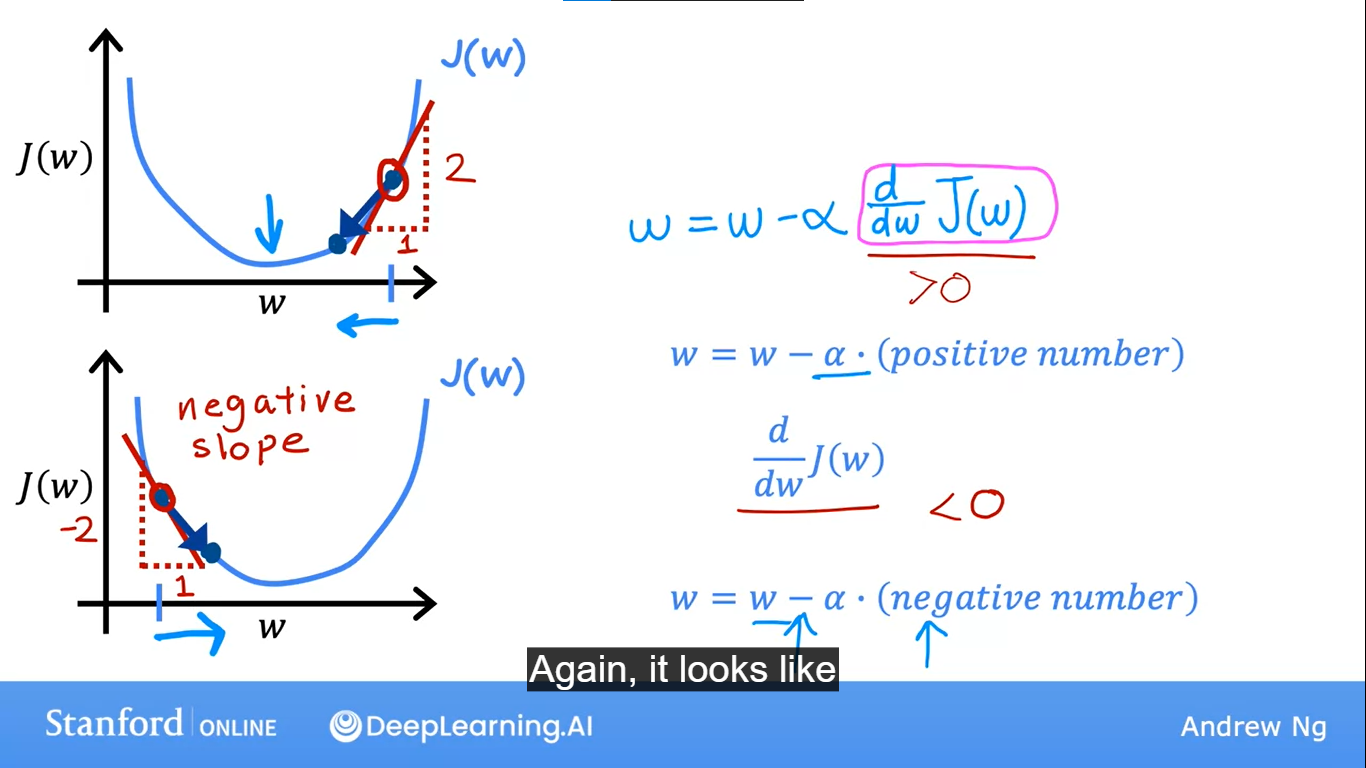 J(w)
J(w)
2
1
w
w = w - α d/dw J(w)
>0
w = w − α · (positive number)
J(w)
negative
slope
J(w)
-2
1
w
d/dw J(w)
<0
w = w − α · (negative number)
Again, it looks like
Stanford ONLINE
DeepLearning.AI
Andrew Ng